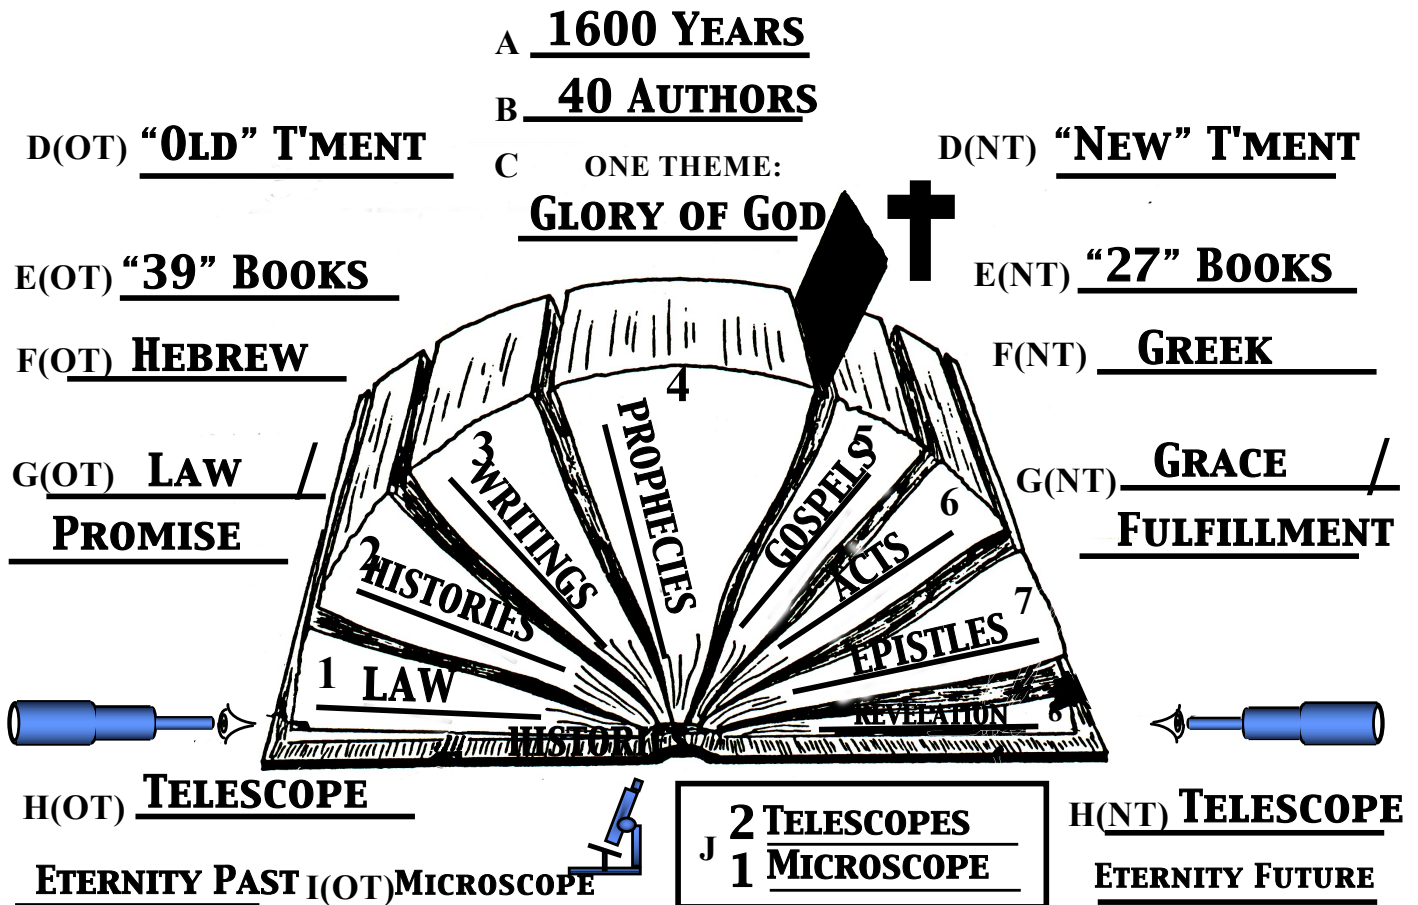 A 1600 YEARS
B 40 AUTHORS
C ONE THEME:
GLORY OF GOD
D(OT) “OLD” T'MENT
E(OT) “39” BOOKS
F(OT) HEBREW
G(OT) LAW /
PROMISE
D(NT) “NEW” T'MENT
E(NT) “27” BOOKS
F(NT) GREEK
G(NT) GRACE /
FULFILLMENT
1 LAW
2 HISTORIES
3 WRITINGS
4 PROPHECIES
5 GOSPELS
6 ACTS
7 EPISTLES
8 REVELATION
HISTORIES
H(OT) TELESCOPE
ETERNITY PAST
I(OT) MICROSCOPE
J 2 TELESCOPES
1 MICROSCOPE
H(NT) TELESCOPE
ETERNITY FUTURE